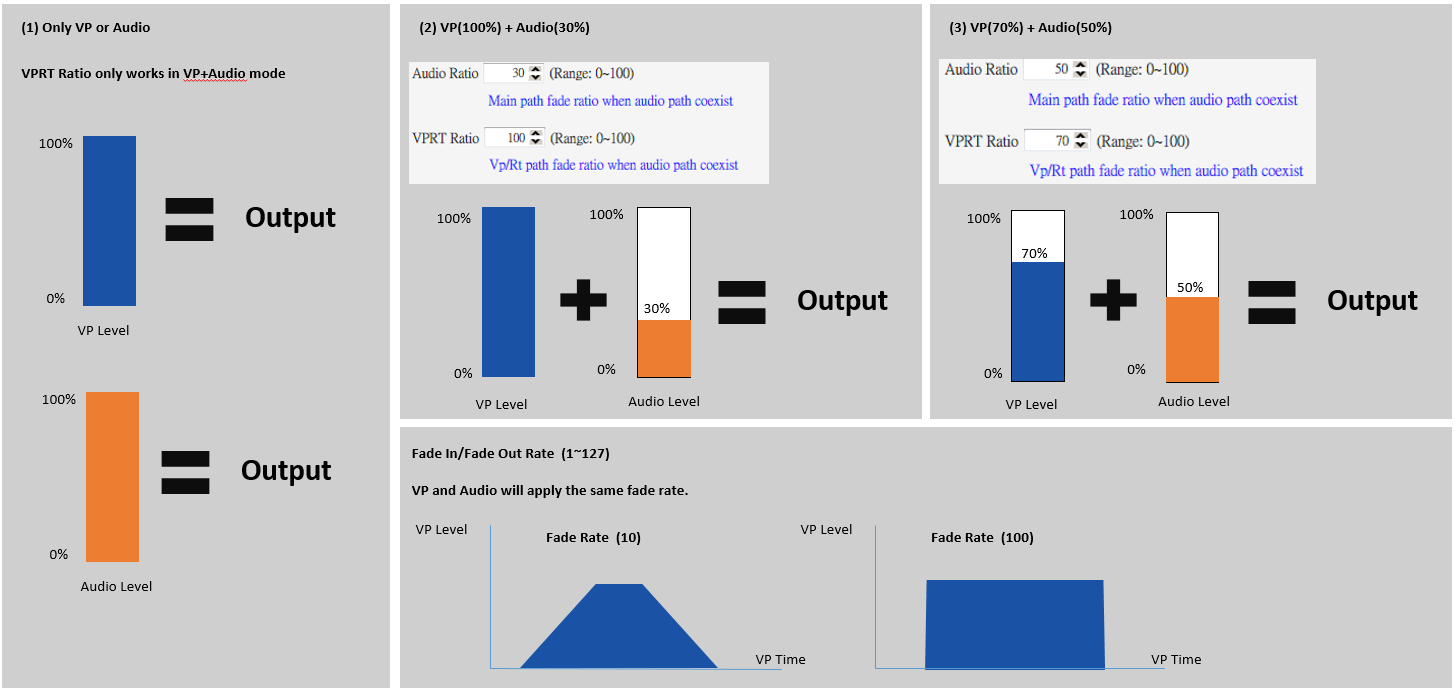 (1) Only VP or Audio
VPRT Ratio only works in VP+Audio mode
100%
0%
VP Level
Output
100%
0%
Audio Level
Output
(2) VP(100%) + Audio(30%)
Audio Ratio 30 (Range: 0~100)
Main path fade ratio when audio path coexist
VPRT Ratio 100 (Range: 0~100)
Vp/Rt path fade ratio when audio path coexist
100%
0%
VP Level
100%
30%
0%
Audio Level
Output
(3) VP(70%) + Audio(50%)
Audio Ratio 50 (Range: 0~100)
Main path fade ratio when audio path coexist
VPRT Ratio 70 (Range: 0~100)
Vp/Rt path fade ratio when audio path coexist
100%
70%
0%
VP Level
100%
50%
0%
Audio Level
Output
Fade In/Fade Out Rate (1~127)
VP and Audio will apply the same fade rate.
VP Level
Fade Rate (10)
VP Time
VP Level
Fade Rate (100)
VP Time